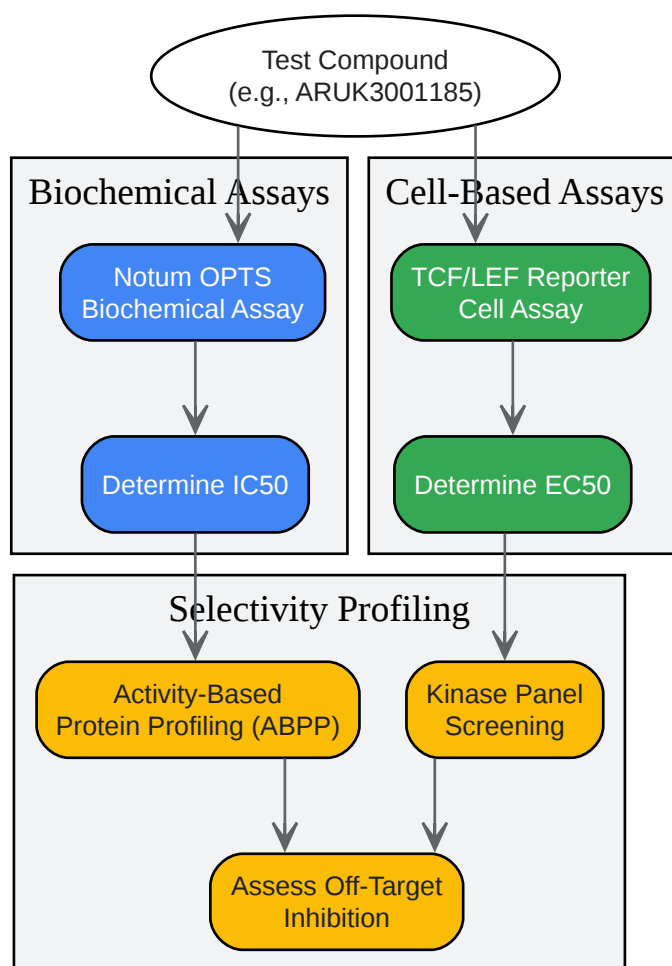 Test Compound
(e.g., ARUK3001185)
Biochemical Assays
Cell-Based Assays
Notum OPTS
Biochemical Assay
TCF/LEF Reporter
Cell Assay
Determine IC50
Determine EC50
Selectivity Profiling
Activity-Based
Protein Profiling (ABPP)
Kinase Panel
Screening
Assess Off-Target
Inhibition